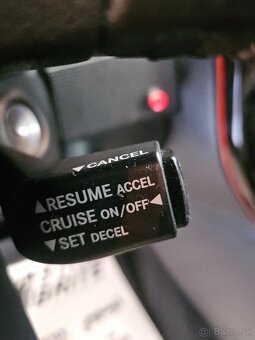 ▼CANCEL
▲RESUME ACCEL
CRUISE ON/OFF◄
▼SET DECEL